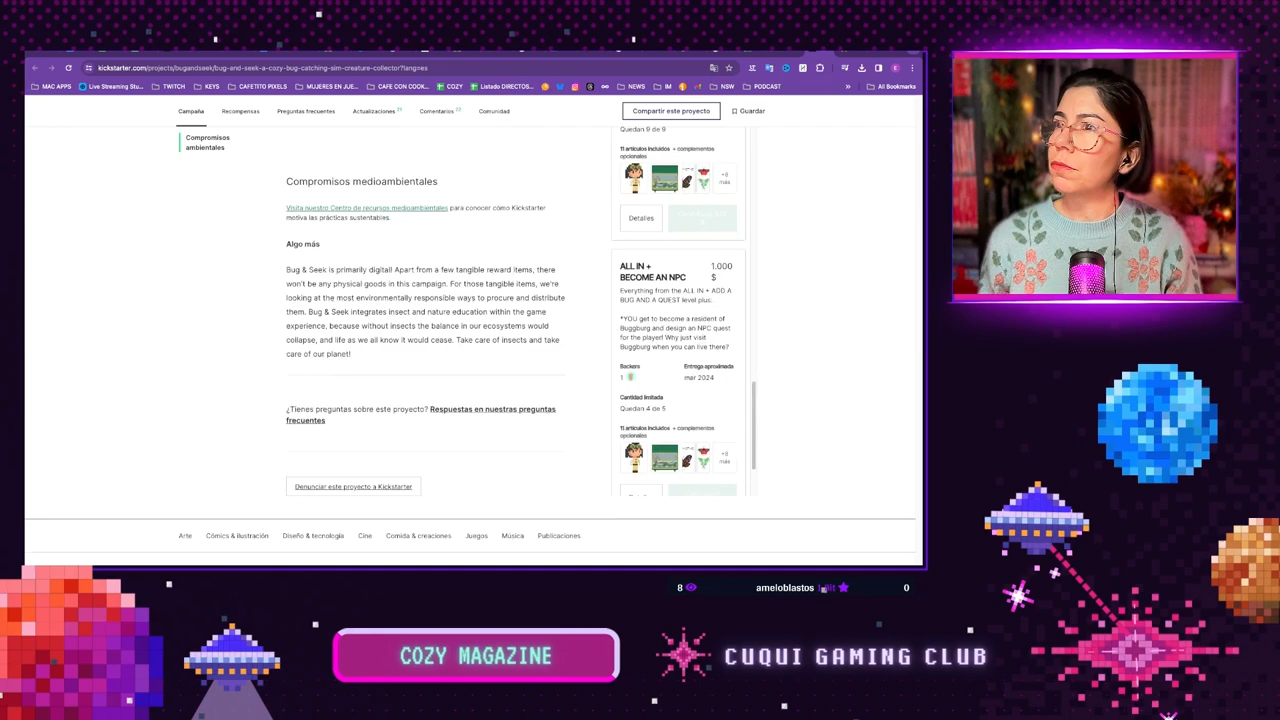 kickstarter.com/projects/bugandseek/bug-and-seek-a-cozy-bug-catching-sim-creature-collector?lang=es
MAC APPS
Live Streaming Stu...
TWITCH
KEYS
CAFETITO PIXELS
MUJERES EN JUE...
CAFE CON COOK...
COZY
Listado DIRECTOS...
NEWS
IM
NSW
PODCAST
All Bookmarks
Campaña
Recompensas
Preguntas frecuentes
Actualizaciones
Comentarios
Comunidad
Compartir este proyecto
Guardar
Compromisos
ambientales
Compromisos medioambientales
Visita nuestro Centro de recursos medioambientales para conocer cómo Kickstarter
motiva las prácticas sustentables.
Algo más
Bug & Seek is primarily digital! Apart from a few tangible reward items, there
won't be any physical goods in this campaign. For those tangible items, we're
looking at the most environmentally responsible ways to procure and distribute
them. Bug & Seek integrates insect and nature education within the game
experience, because without insects the balance in our ecosystems would
collapse, and life as we all know it would cease. Take care of insects and take
care of our planet!
¿Tienes preguntas sobre este proyecto? Respuestas en nuestras preguntas
frecuentes
Denunciar este proyecto a Kickstarter
Quedan 9 de 9
11 artículos incluidos + complementos
opcionales
+8
más
Detalles
ALL IN + 1.000
BECOME AN NPC $
Everything from the ALL IN + ADD A
BUG AND A QUEST level plus:
*YOU get to become a resident of
Buggburg and design an NPC quest
for the player! Why just visit
Buggburg when you can live there?
Backers Entrega aproximada
1 mar 2024
Cantidad limitada
Quedan 4 de 5
11 artículos incluidos + complementos
opcionales
+8
más
Arte
Cómics & ilustración
Diseño & tecnología
Cine
Comida & creaciones
Juegos
Música
Publicaciones
8
ameloblastos
0
COZY MAGAZINE
CUQUI GAMING CLUB